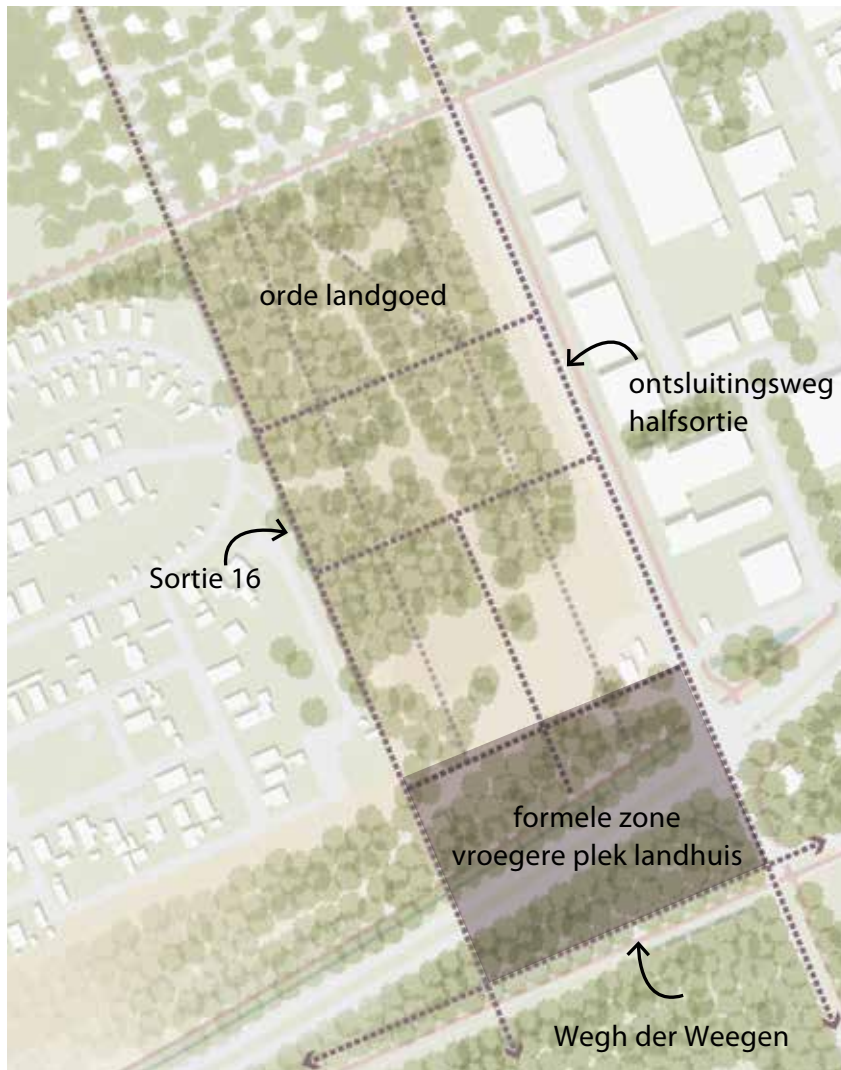 orde landgoed
ontsluitingsweg
halfsortie
Sortie 16
formele zone
vroegere plek landhuis
Wegh der Weegen